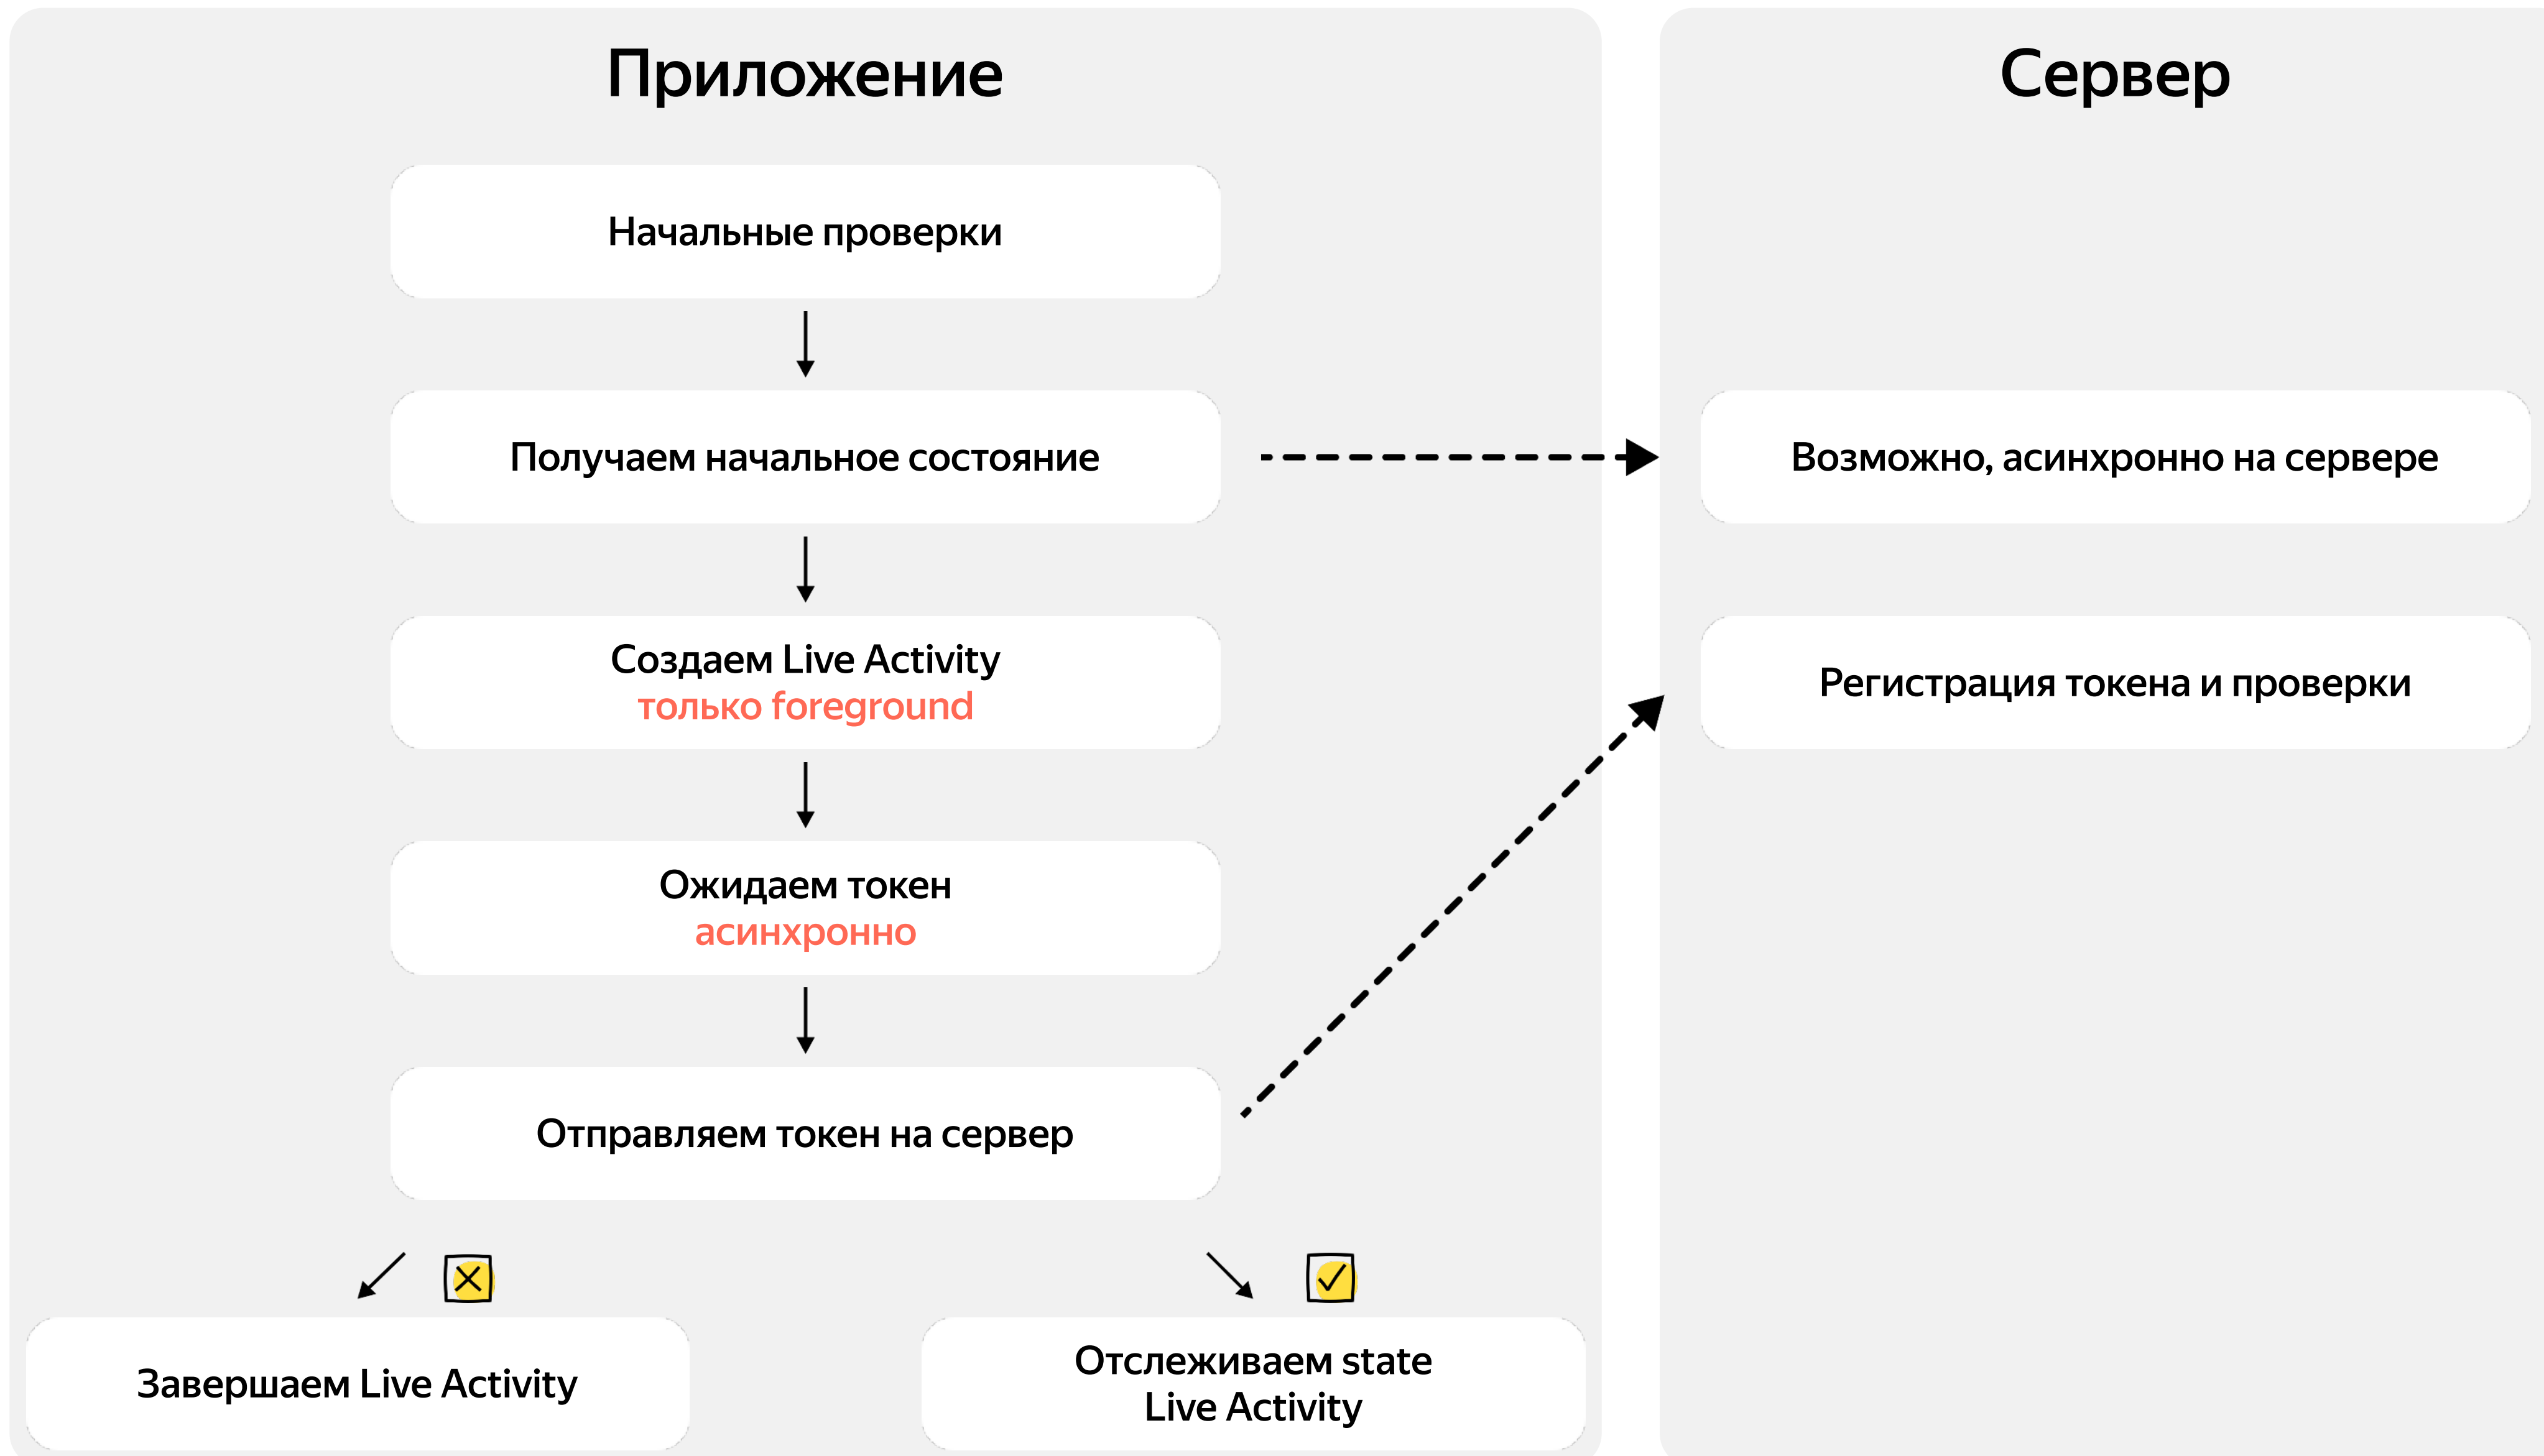 Приложение
Начальные проверки
Получаем начальное состояние
Создаем Live Activity
только foreground
Ожидаем токен
асинхронно
Отправляем токен на сервер
Завершаем Live Activity
Отслеживаем state
Live Activity
Сервер
Возможно, асинхронно на сервере
Регистрация токена и проверки